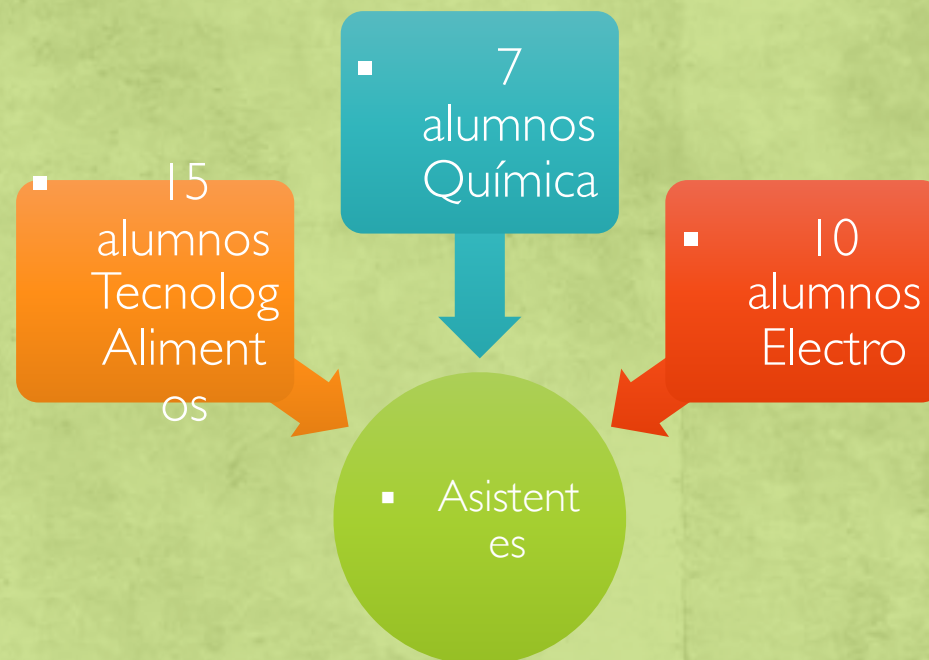 7
alumnos
Química
15
alumnos
Tecnolog
Aliment
os
10
alumnos
Electro
Asistent
es